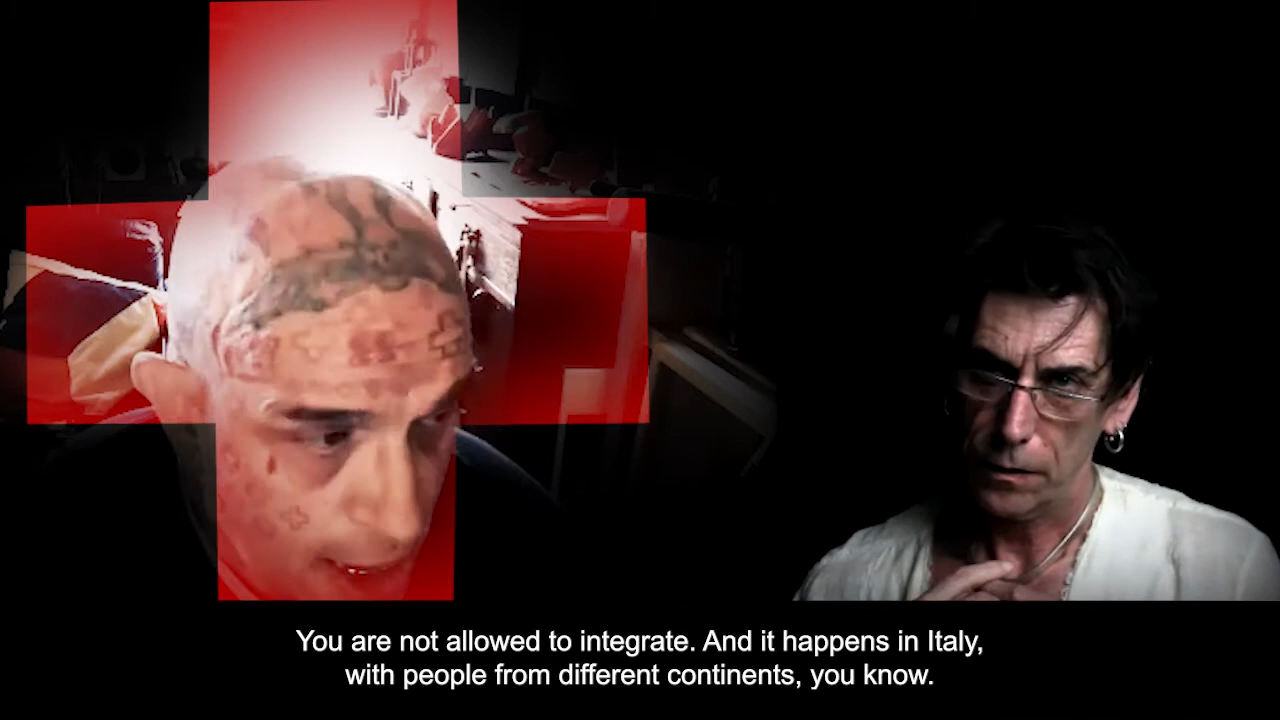 You are not allowed to integrate. And it happens in Italy,
with people from different continents, you know.